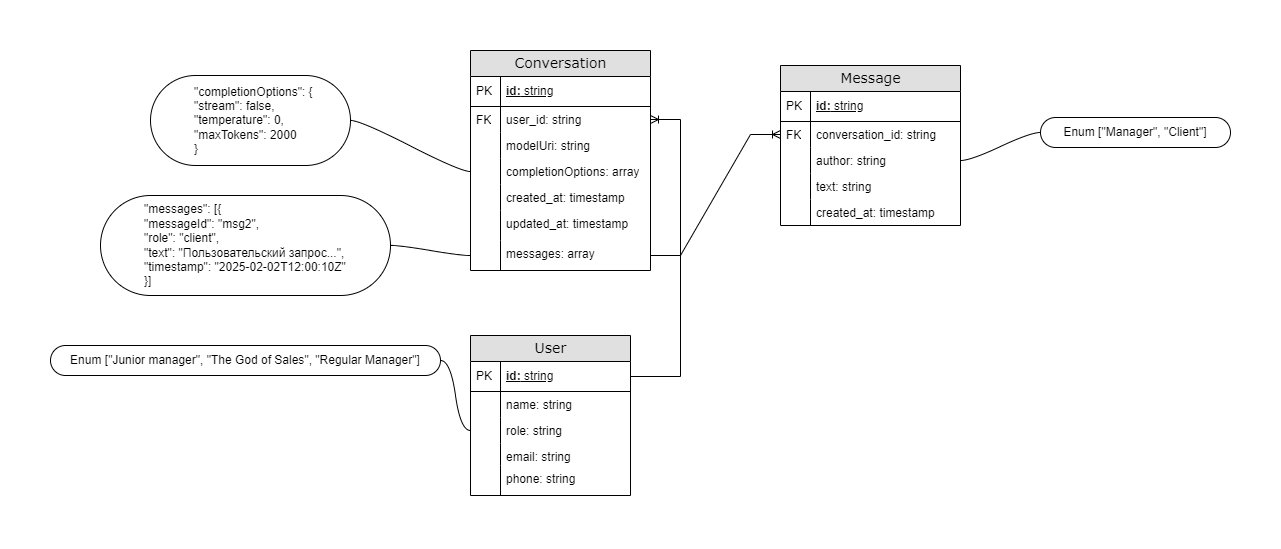 "completionOptions": {
"stream": false,
"temperature": 0,
"maxTokens": 2000
}
"messages": [{
"messageId": "msg2",
"role": "client",
"text": "Пользовательский запрос...",
"timestamp": "2025-02-02T12:00:10Z"
}]
Conversation
PK id: string
FK user_id: string
modelUri: string
completionOptions: array
created_at: timestamp
updated_at: timestamp
messages: array
Message
PK id: string
FK conversation_id: string
author: string
text: string
created_at: timestamp
Enum ["Manager", "Client"]
Enum ["Junior manager", "The God of Sales", "Regular Manager"]
User
PK id: string
name: string
role: string
email: string
phone: string